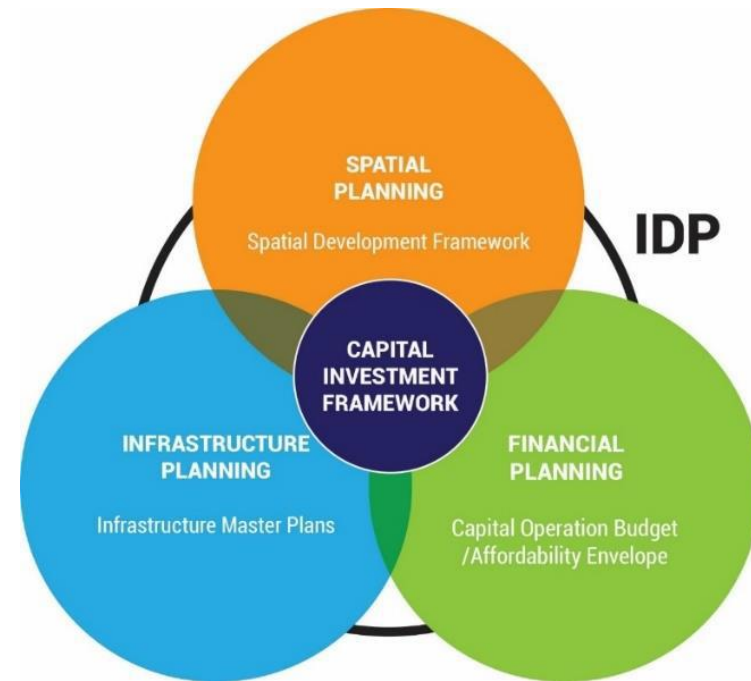 SPATIAL
PLANNING
Spatial Development Framework
IDP
CAPITAL
INVESTMENT
FRAMEWORK
INFRASTRUCTURE
PLANNING
Infrastructure Master Plans
FINANCIAL
PLANNING
Capital Operation Budget
/Affordability Envelope